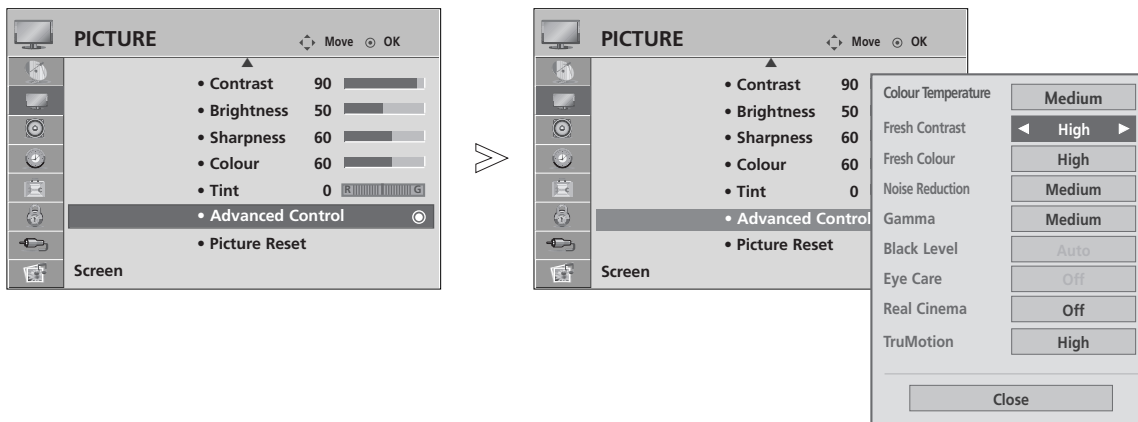 PICTURE Move OK
• Contrast 90
• Brightness 50
• Sharpness 60
• Colour 60
• Tint 0 R G
• Advanced Control
• Picture Reset
Screen
PICTURE Move OK
• Contrast 90
• Brightness 50
• Sharpness 60
• Colour 60
• Tint 0
• Advanced Control
• Picture Reset
Screen
Colour Temperature Medium
Fresh Contrast High
Fresh Colour High
Noise Reduction Medium
Gamma Medium
Black Level Auto
Eye Care Off
Real Cinema Off
TruMotion High
Close